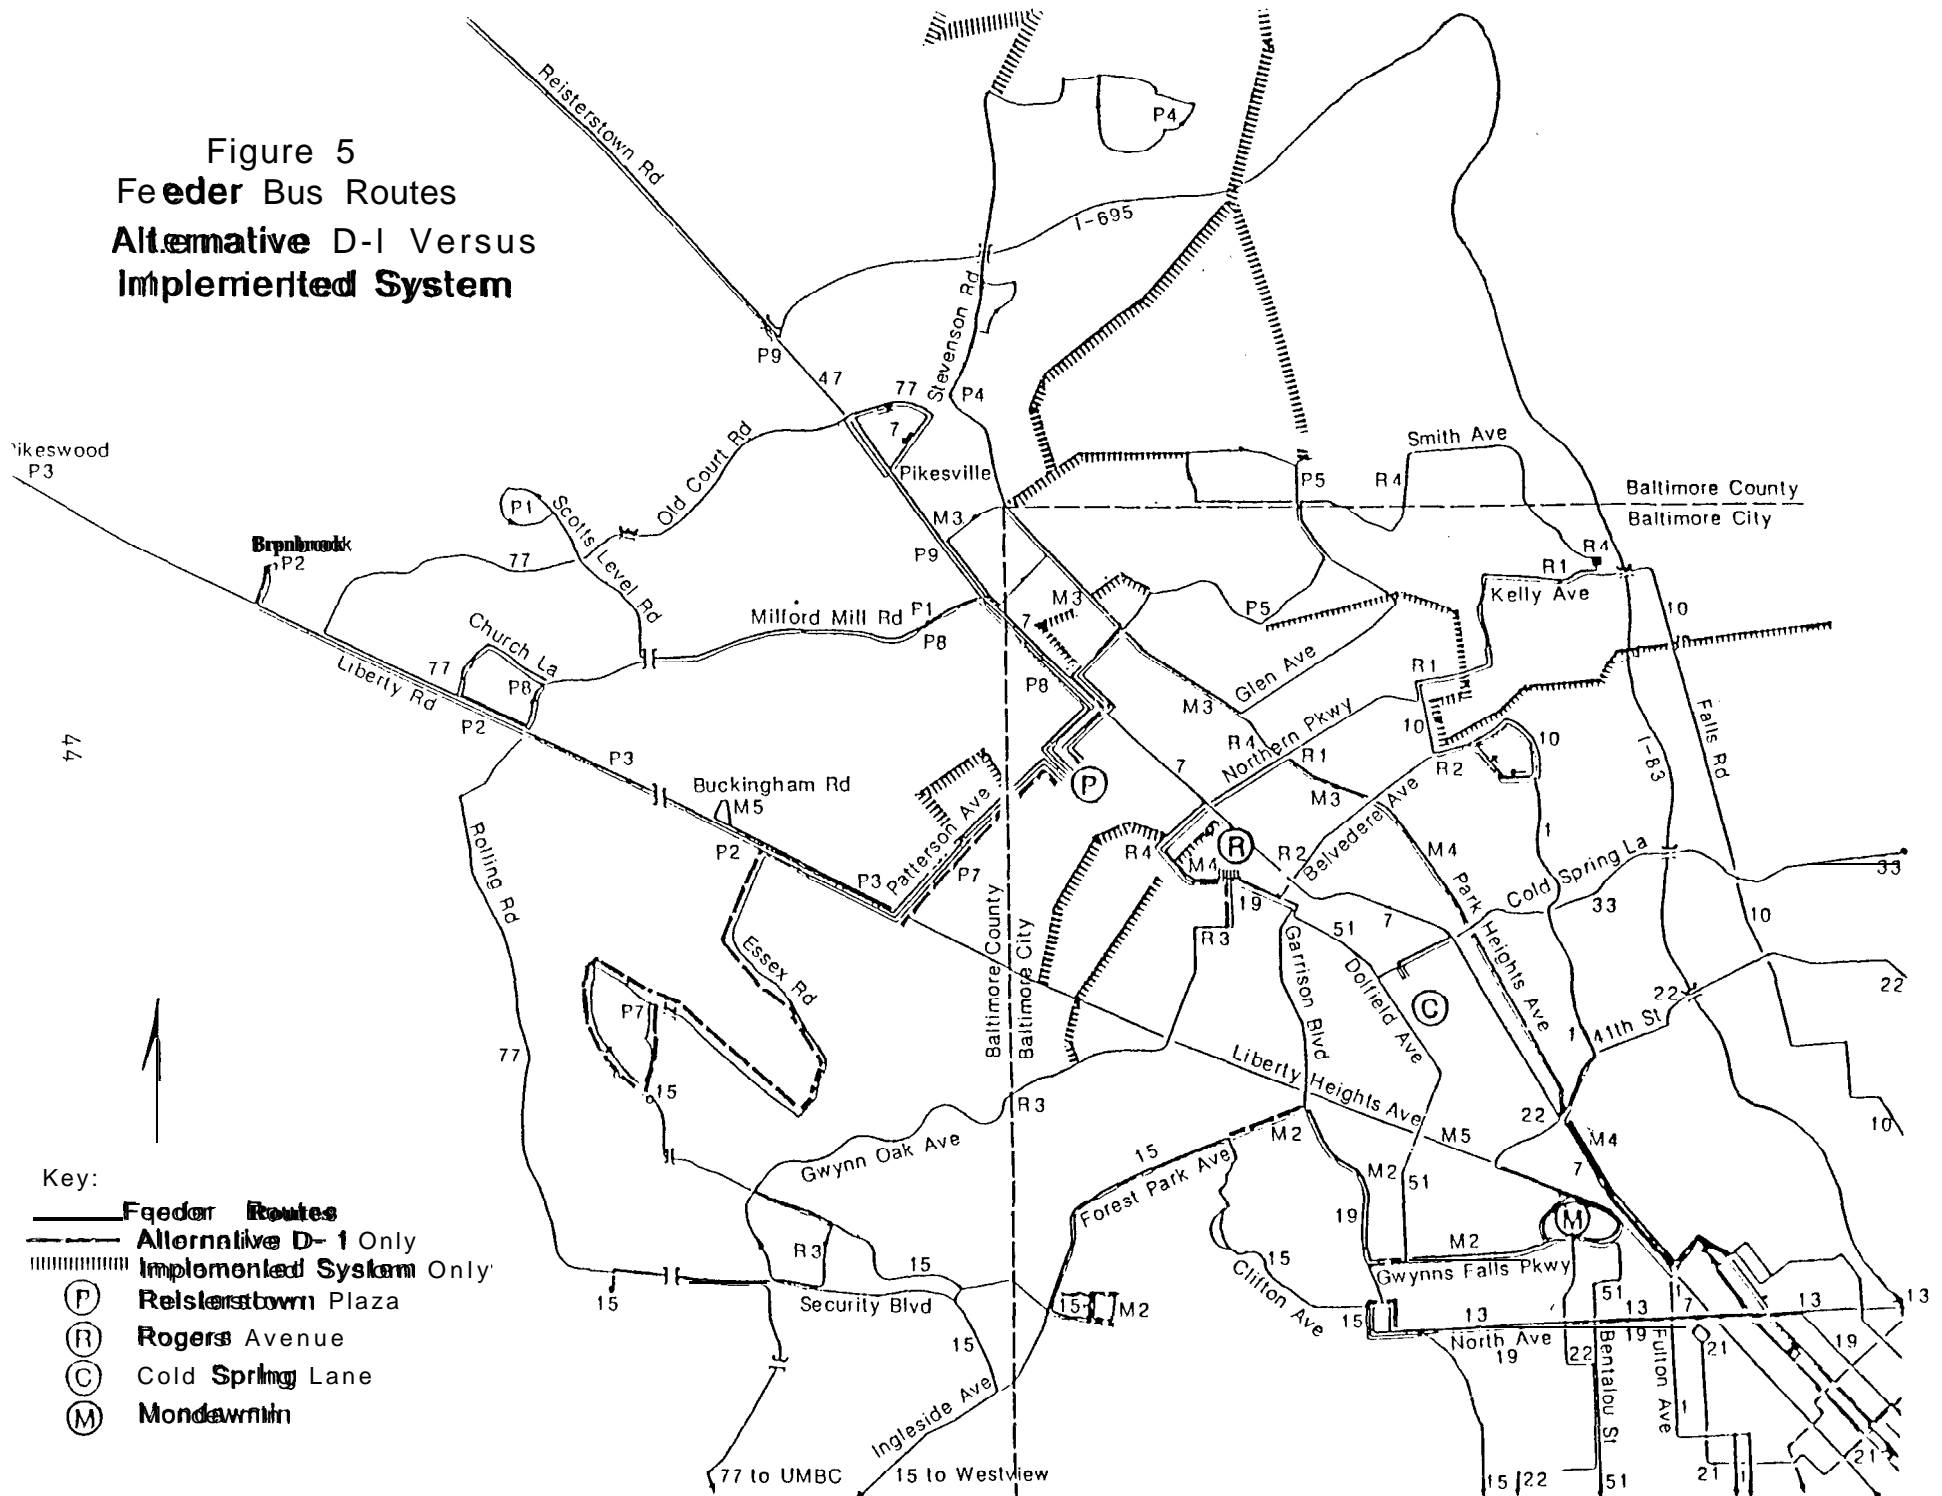 Figure 5
Feeder Bus Routes
Alternative D-I Versus
Implemented System
Reisterstown Rd
P4
I-695
Stevenson Rd
P9
47
77
P4
7
Pikesville
Old Court Rd
Smith Ave
P5
R4
Baltimore County
Baltimore City
ikeswood
P3
P1
Scotts Level Rd
M3
P9
P2
77
R4
R1
Kelly Ave
10
Church La
Milford Mill Rd
P1
P8
7
M3
P5
77
P8
Liberty Rd
P2
P8
M3
Glen Ave
R1
Northern Pkwy
10
Falls Rd
I-83
44
P3
R4
R1
R2
10
7
Buckingham Rd
M5
P
M3
Belvedere Ave
P2
Patterson Ave
P3
P7
R
R4
M4
R2
M4
1
Cold Spring La
33
33
Rolling Rd
19
R3
51
7
Park Heights Ave
10
Essex Rd
Baltimore County
Baltimore City
Garrison Blvd
Dolfield Ave
C
22
22
P7
77
15
1
41th St
Liberty Heights Ave
R3
22
M4
10
Gwynn Oak Ave
15
M2
M5
7
Forest Park Ave
M2
51
M
19
M2
Key:
Feeder Routes
Alternative D-1 Only
Implemented System Only
P Reisterstown Plaza
R Rogers Avenue
C Cold Spring Lane
M Mondawmin
R3
15
15
Security Blvd
15
15
M2
Clifton Ave
Gwynns Falls Pkwy
15
13
North Ave
19
51
13
19
1
7
13
13
19
21
22
Bentalou St
Fulton Ave
1
15
Ingleside Ave
77 to UMBC
15 to Westview
15
22
51
21
1
21